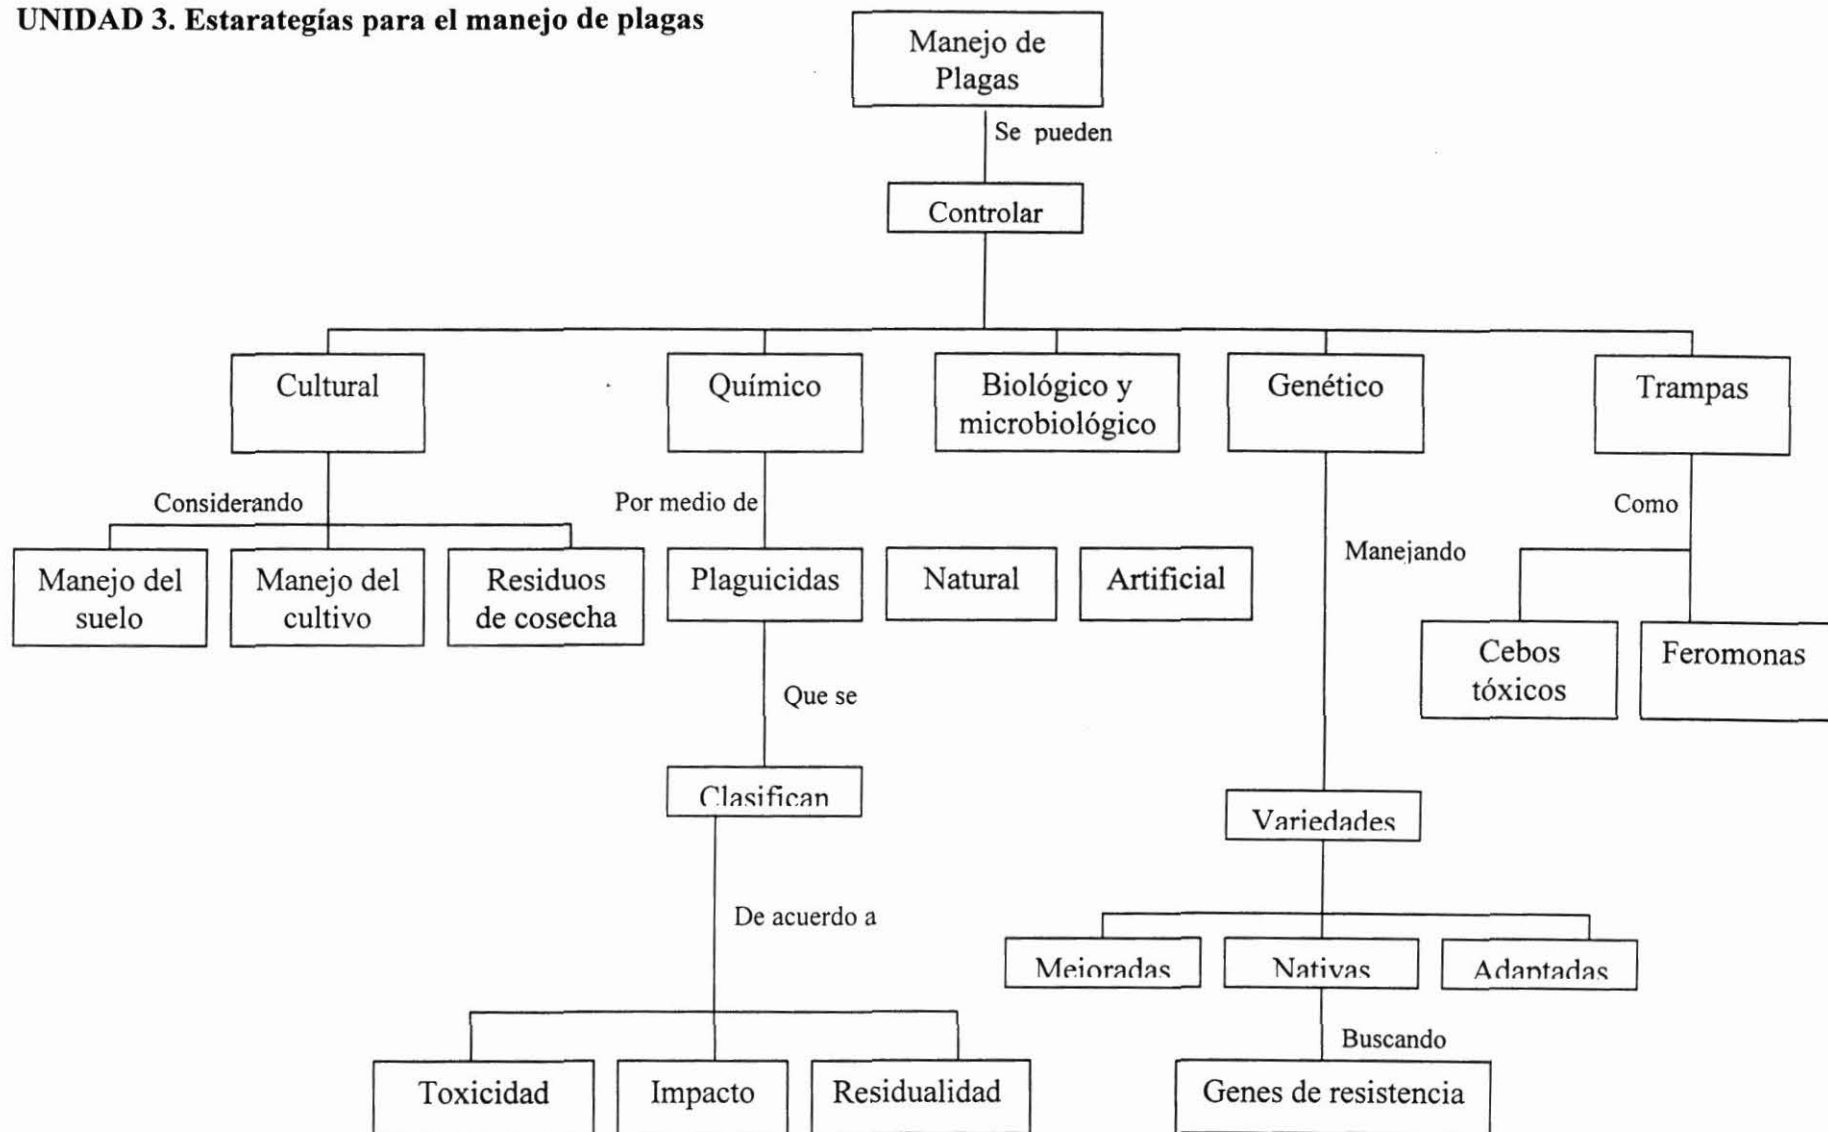 UNIDAD 3. Estarategías para el manejo de plagas
Manejo de
Plagas
Se pueden
Controlar
Cultural
Químico
Biológico y
microbiológico
Genético
Trampas
Considerando
Por medio de
Manejando
Como
Manejo del
suelo
Manejo del
cultivo
Residuos
de cosecha
Plaguicidas
Natural
Artificial
Cebos
tóxicos
Feromonas
Que se
Clasifican
Variedades
De acuerdo a
Mejoradas
Nativas
Adaptadas
Buscando
Toxicidad
Impacto
Residualidad
Genes de resistencia